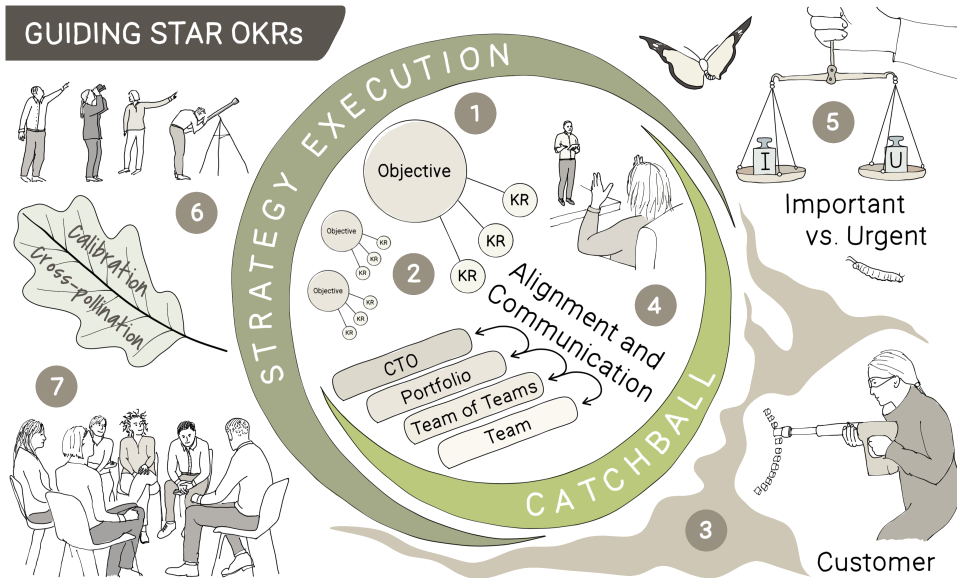 GUIDING STAR OKRs
STRATEGY EXECUTION
1
Objective
KR
KR
KR
Objective
KR
KR
KR
2
Objective
KR
KR
KR
KR
Alignment and
Communication
4
CTO
Portfolio
Team of Teams
Team
CATCHBALL
5
I
U
Important
vs. Urgent
6
Calibration
Cross-pollination
7
3
Customer